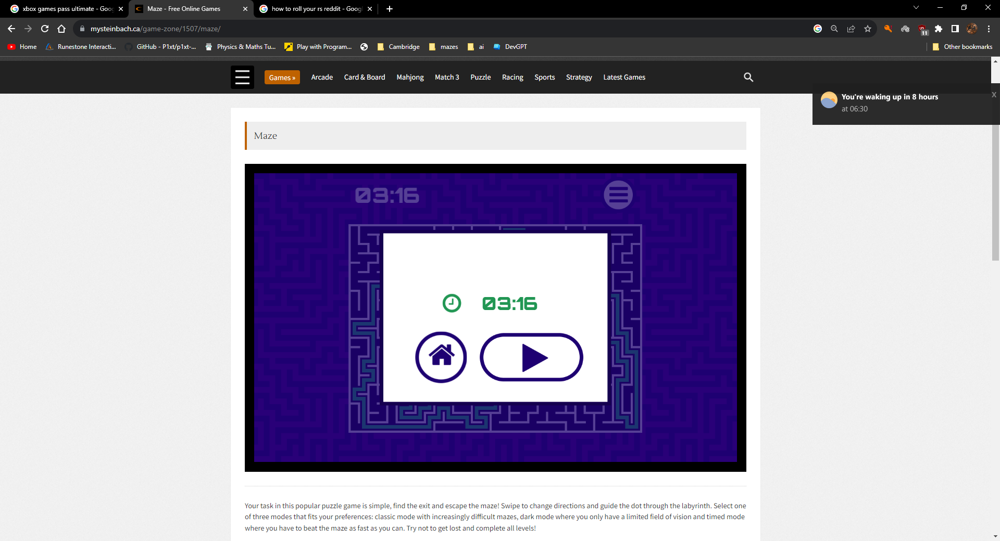 xbox games pass ultimate - Goo
Maze - Free Online Games
how to roll your rs reddit - Goog
mysteinbach.ca/game-zone/1507/maze/
11
Home
Runestone Interacti...
GitHub - P1xt/p1xt-...
Physics & Maths Tu...
Play with Program...
Cambridge
mazes
ai
DevGPT
Other bookmarks
Games »
Arcade
Card & Board
Mahjong
Match 3
Puzzle
Racing
Sports
Strategy
Latest Games
You're waking up in 8 hours
X
at 06:30
Maze
03:16
03:16
Your task in this popular puzzle game is simple, find the exit and escape the maze! Swipe to change directions and guide the dot through the labyrinth. Select one
of three modes that fits your preferences: classic mode with increasingly difficult mazes, dark mode where you only have a limited field of vision and timed mode
where you have to beat the maze as fast as you can. Try not to get lost and complete all levels!